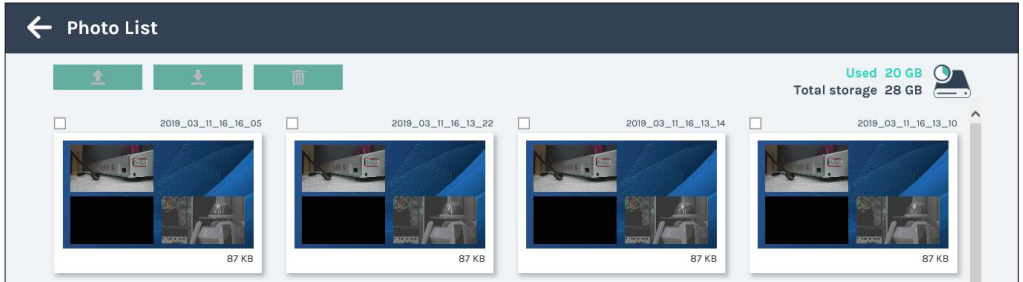 Photo List
Used 20 GB
Total storage 28 GB
2019_03_11_16_16_05
2019_03_11_16_13_22
2019_03_11_16_13_14
2019_03_11_16_13_10
87 KB
87 KB
87 KB
87 KB